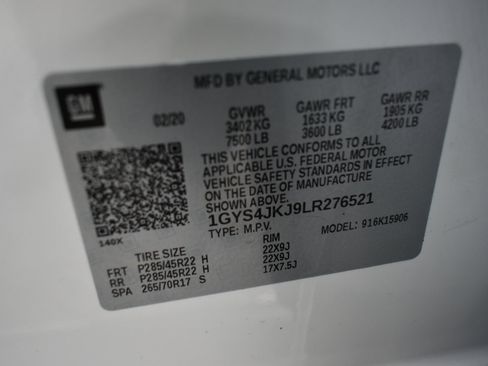 MFD BY GENERAL MOTORS LLC
GM
02/20 GVWR GAWR FRT GAWR RR
3402 KG 1633 KG 1905 KG
7500 LB 3600 LB 4200 LB
THIS VEHICLE CONFORMS TO ALL
APPLICABLE U.S. FEDERAL MOTOR
VEHICLE SAFETY STANDARDS IN EFFECT
ON THE DATE OF MANUFACTURE
SHOWN ABOVE.
1GYS4JKJ9LR276521
TYPE: M.P.V. MODEL: 916K15906
140X
TIRE SIZE RIM
FRT P285/45R22 H 22X9J
RR P285/45R22 H 22X9J
SPA 265/70R17 S 17X7.5J